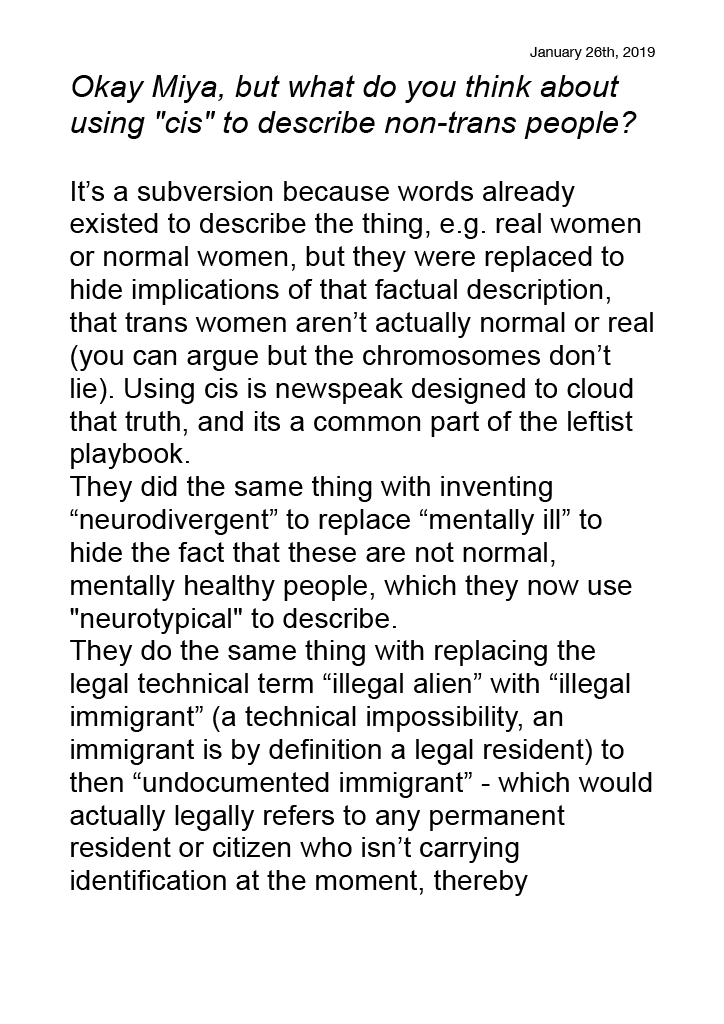 January 26th, 2019
Okay Miya, but what do you think about
using "cis" to describe non-trans people?
It’s a subversion because words already
existed to describe the thing, e.g. real women
or normal women, but they were replaced to
hide implications of that factual description,
that trans women aren’t actually normal or real
(you can argue but the chromosomes don’t
lie). Using cis is newspeak designed to cloud
that truth, and its a common part of the leftist
playbook.
They did the same thing with inventing
“neurodivergent” to replace “mentally ill” to
hide the fact that these are not normal,
mentally healthy people, which they now use
"neurotypical" to describe.
They do the same thing with replacing the
legal technical term “illegal alien” with “illegal
immigrant” (a technical impossibility, an
immigrant is by definition a legal resident) to
then “undocumented immigrant” - which would
actually legally refers to any permanent
resident or citizen who isn’t carrying
identification at the moment, thereby